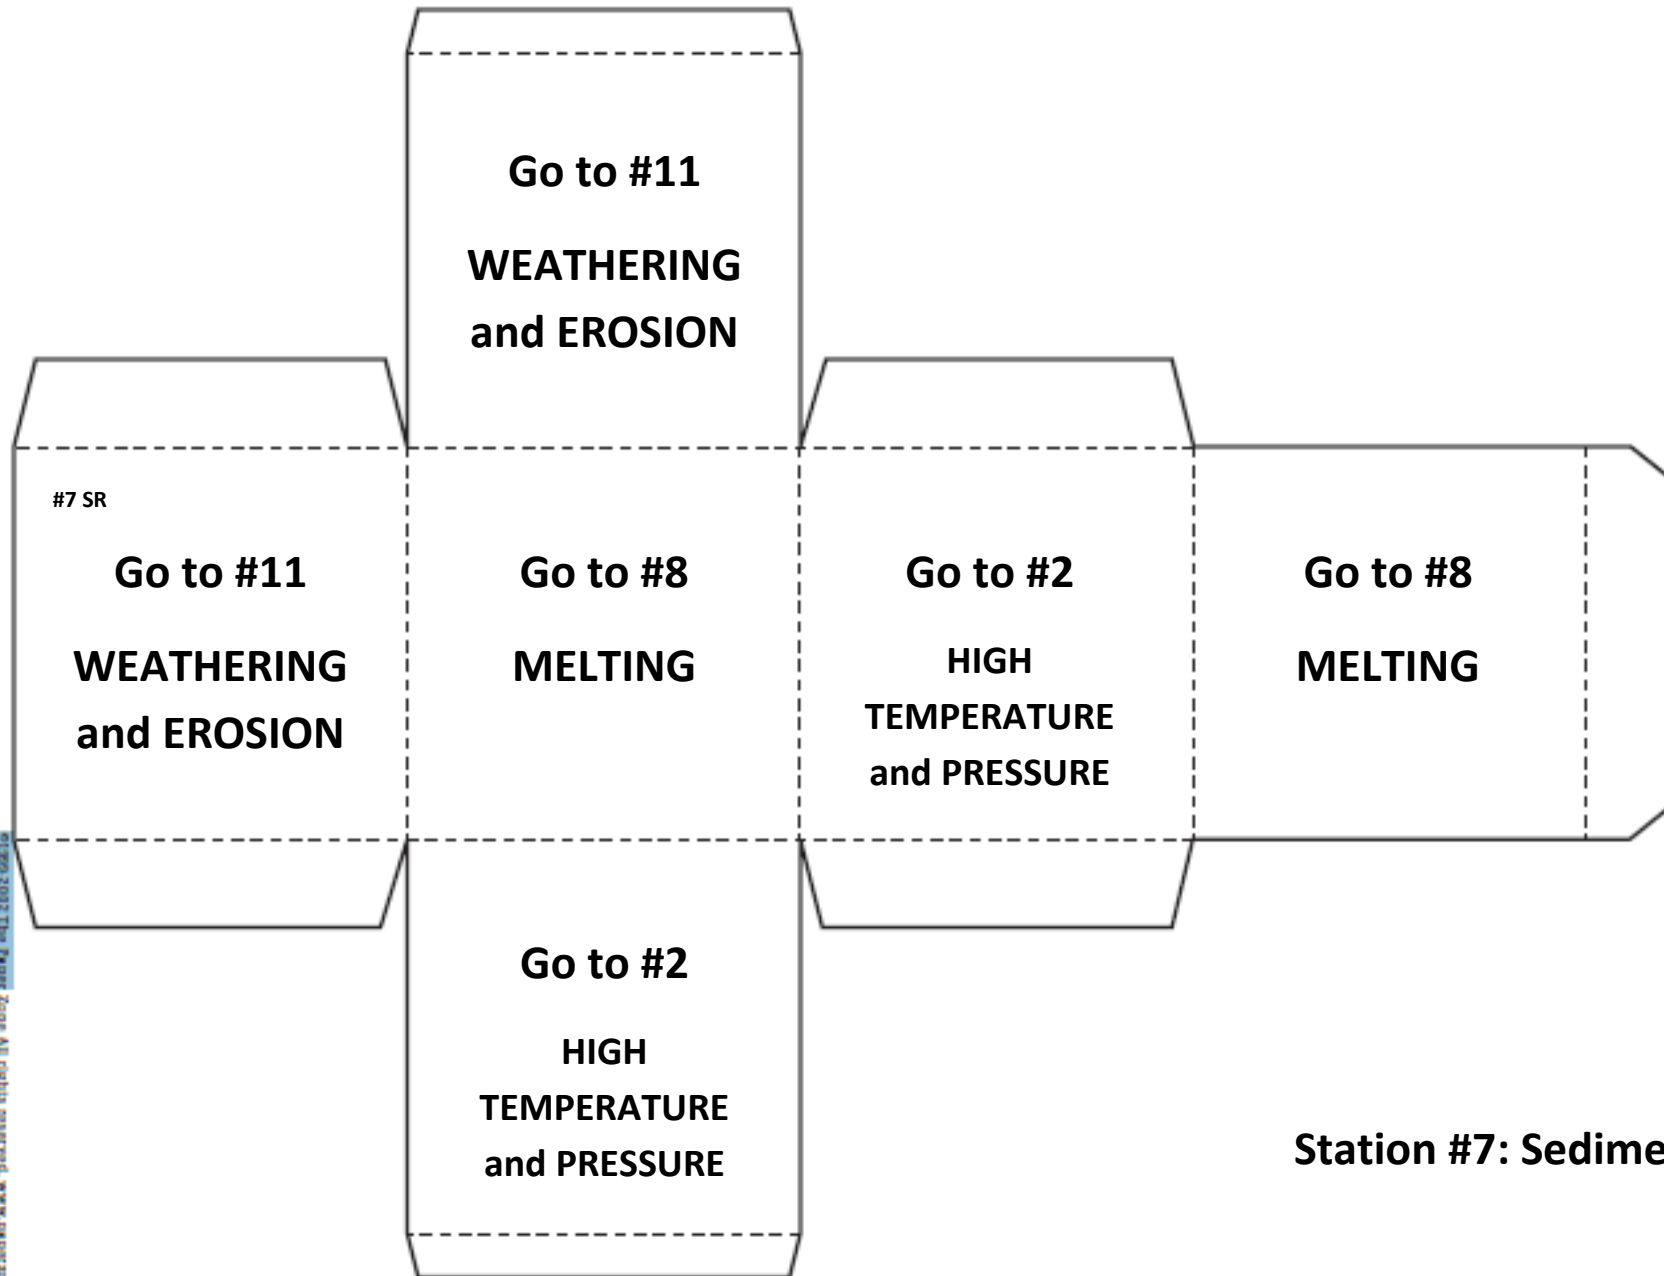 Go to #11
WEATHERING
and EROSION
#7 SR
Go to #11
WEATHERING
and EROSION
Go to #8
MELTING
Go to #2
HIGH
TEMPERATURE
and PRESSURE
Go to #8
MELTING
Go to #2
HIGH
TEMPERATURE
and PRESSURE
Station #7: Sedime